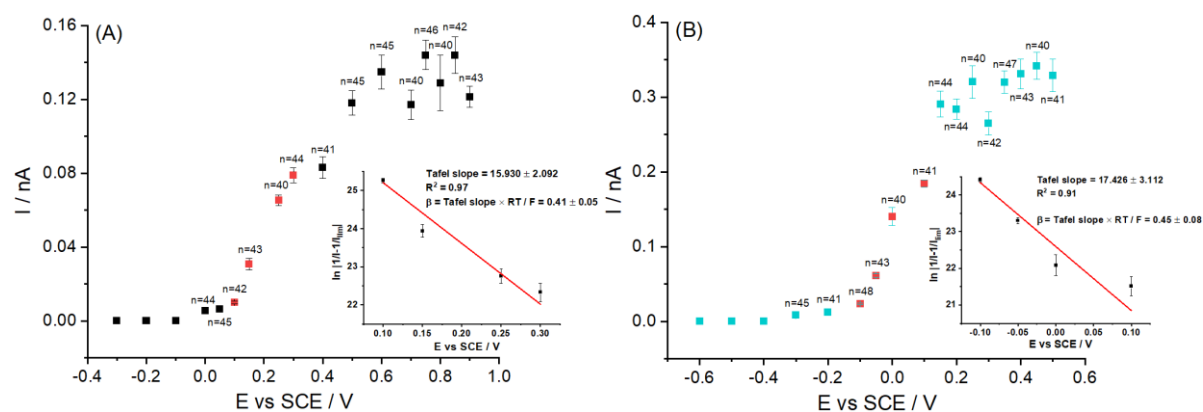 (A)
0.16
0.12
0.08
0.04
0.00
I / nA
-0.4 -0.2 0.0 0.2 0.4 0.6 0.8 1.0
E vs SCE / V
n=44
n=45
n=42
n=43
n=40
n=44
n=41
n=45
n=45
n=40
n=46
n=40
n=42
n=43
Tafel slope = 15.930 ± 2.092
R² = 0.97
β = Tafel slope × RT / F = 0.41 ± 0.05
ln |1/I-1/Ilim|
25
24
23
22
0.10 0.15 0.20 0.25 0.30
E vs SCE / V
(B)
0.4
0.3
0.2
0.1
0.0
I / nA
-0.6 -0.4 -0.2 0.0 0.2 0.4 0.6
E vs SCE / V
n=45
n=41
n=48
n=43
n=40
n=41
n=44
n=44
n=40
n=42
n=47
n=43
n=40
n=41
Tafel slope = 17.426 ± 3.112
R² = 0.91
β = Tafel slope × RT / F = 0.45 ± 0.08
ln |1/I-1/Ilim|
24
23
22
21
-0.10 -0.05 0.00 0.05 0.10
E vs SCE / V